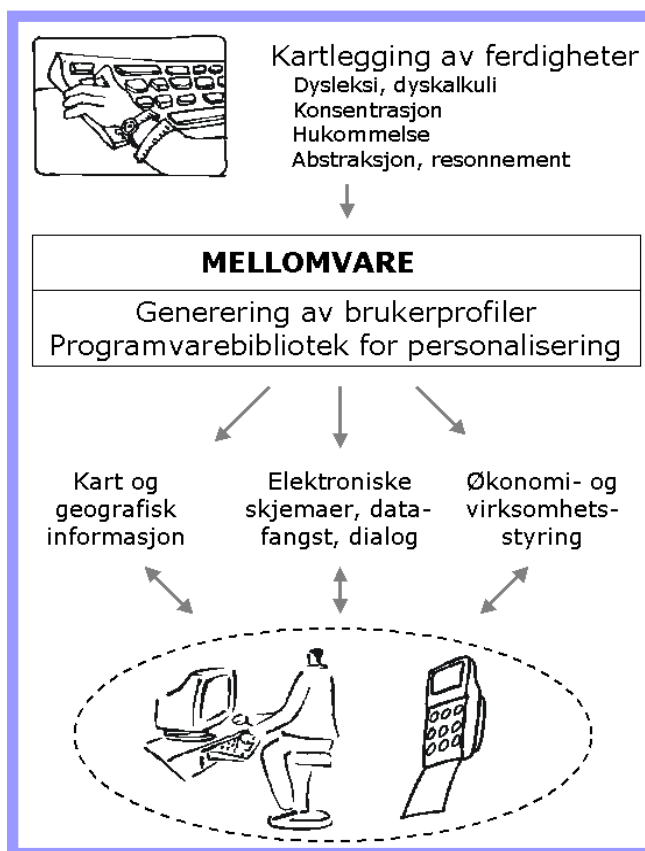 Kartlegging av ferdigheter
Dysleksi, dyskalkuli
Konsentrasjon
Hukommelse
Abstraksjon, resonnement
MELLOMVARE
Generering av brukerprofiler
Programvarebibliotek for personalisering
Kart og
geografisk
informasjon
Elektroniske
skjemaer, data-
fangst, dialog
Økonomi- og
virksomhets-
styring